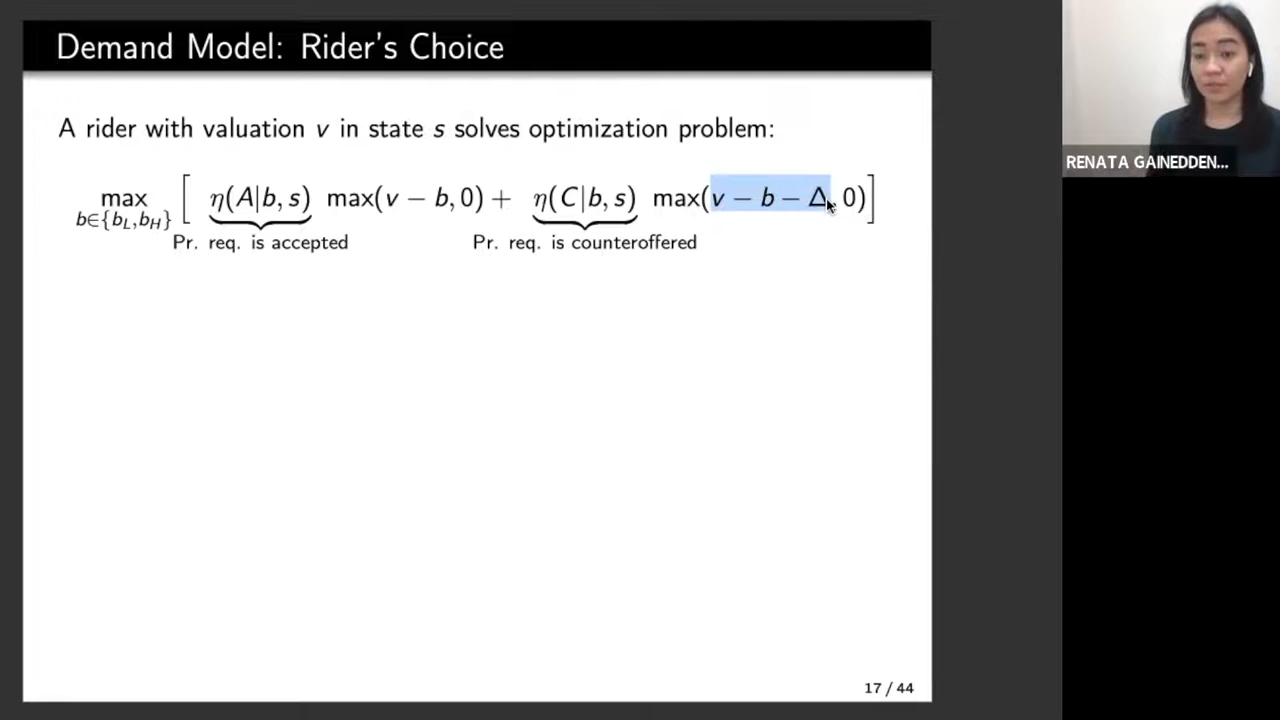 Demand Model: Rider's Choice
A rider with valuation v in state s solves optimization problem:
max b∈{b_L,b_H} [ η(A|b, s) max(v − b, 0) + η(C|b, s) max(v − b − Δ, 0) ]
Pr. req. is accepted Pr. req. is counteroffered
17 / 44
RENATA GAINEDDEN...